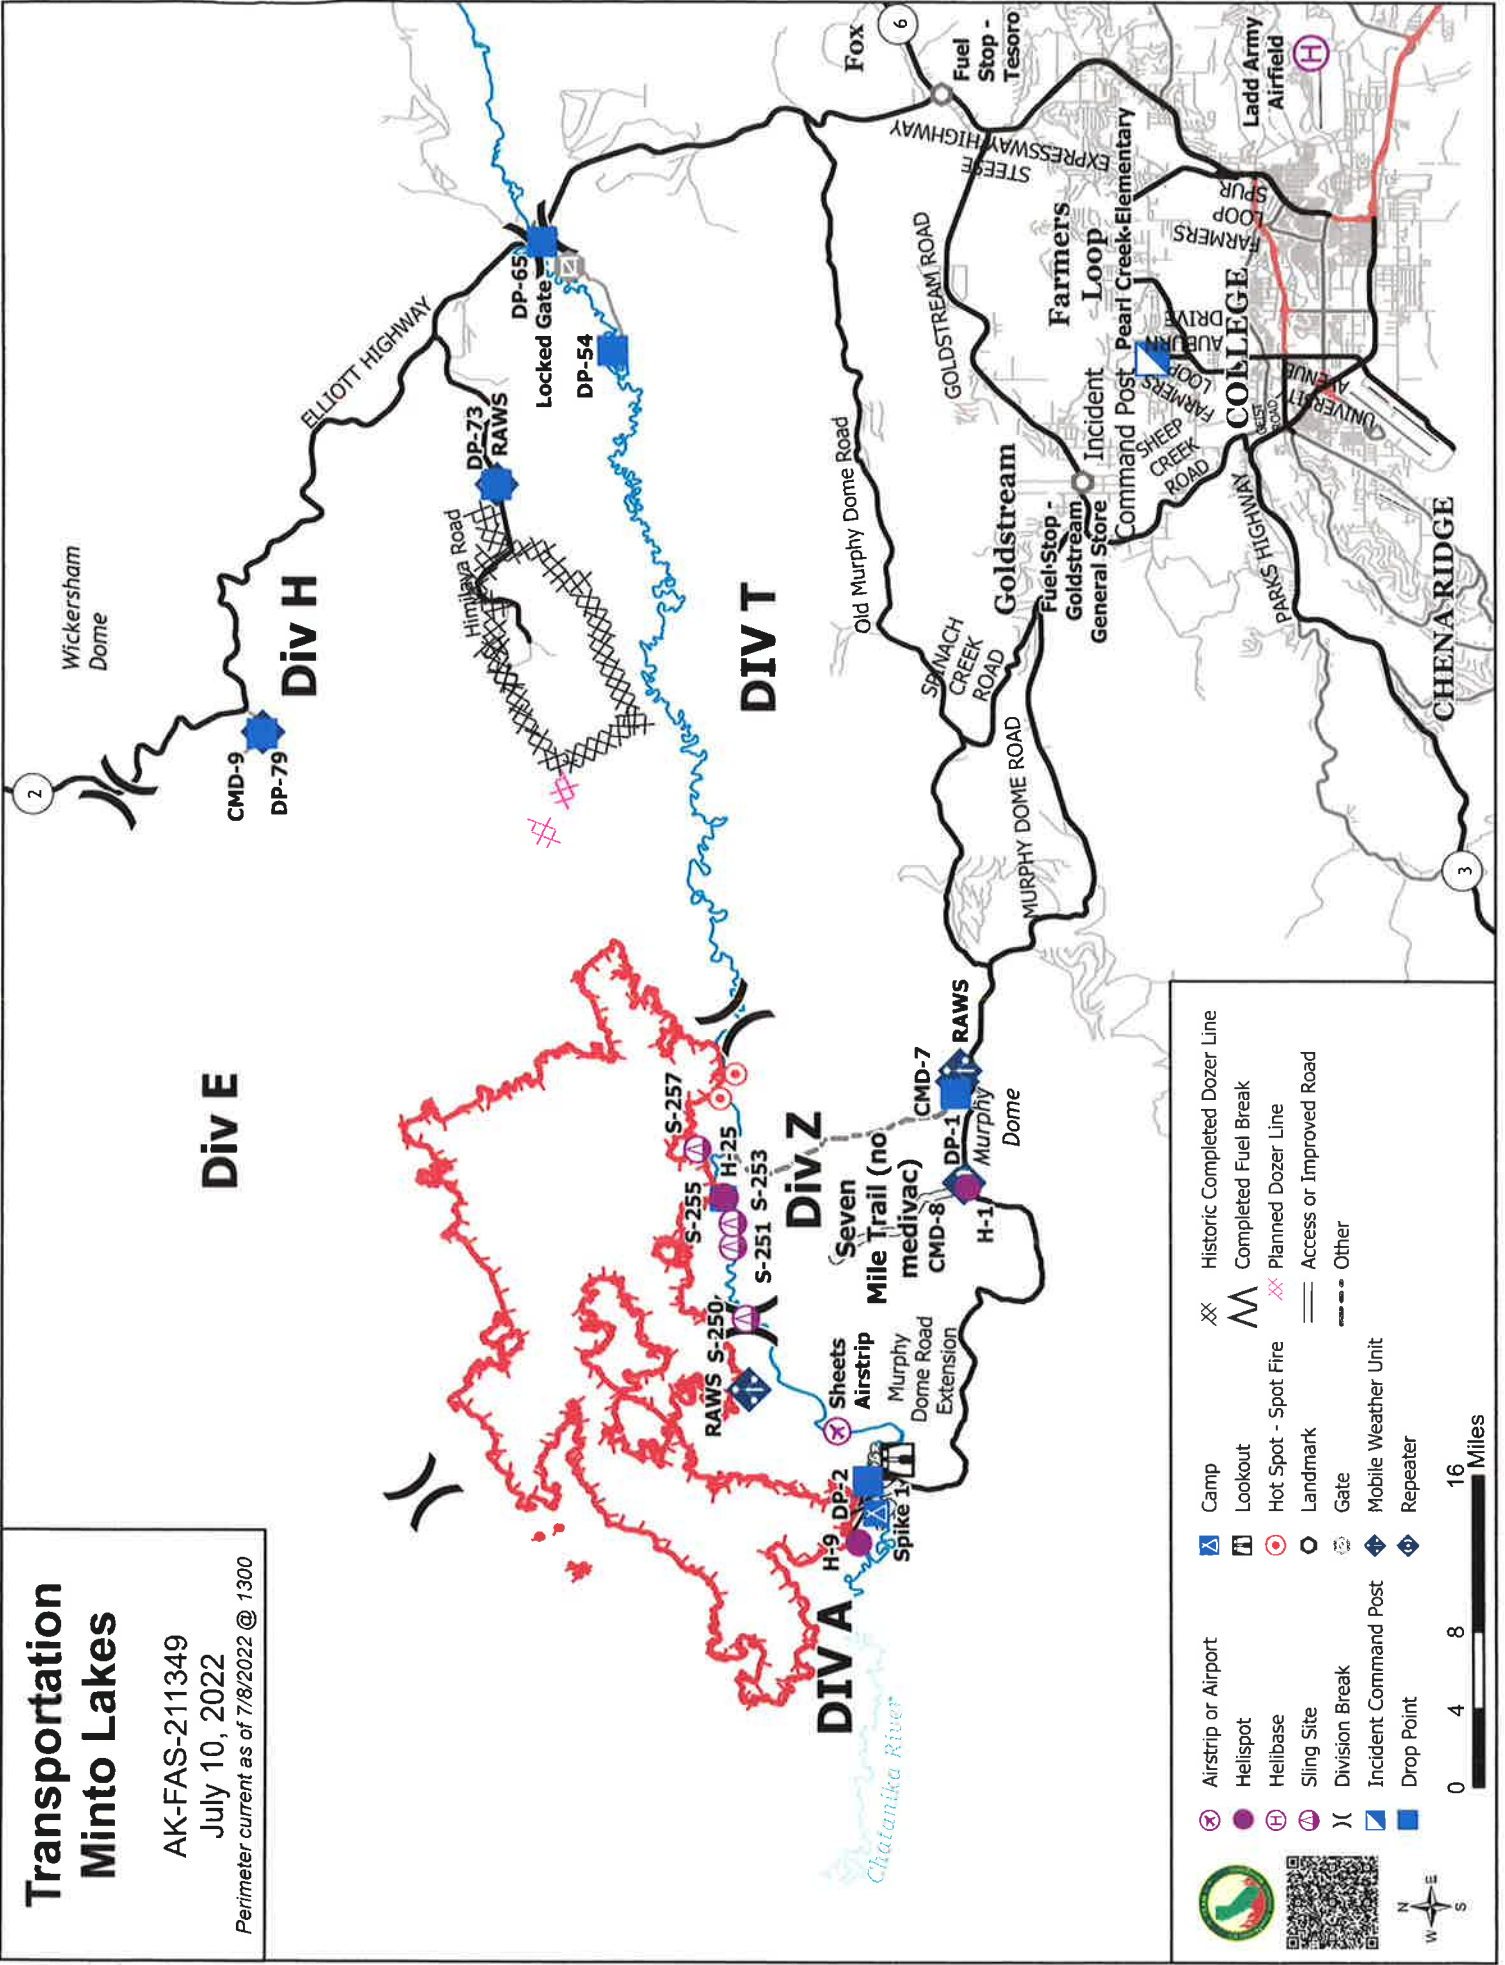 Transportation
Minto Lakes
AK-FAS-211349
July 10, 2022
Perimeter current as of 7/8/2022 @ 1300
2
Wickersham
Dome
CMD-9
DP-79
Div H
ELLIOTT HIGHWAY
Himilaya Road
DP-73
RAWS
DP-65
Locked Gate
DP-54
Div E
DIV T
Old Murphy Dome Road
Fox
6
Fuel
Stop -
Tesoro
STEESE
EXPRESSWAY
HIGHWAY
HIGHWAY
GOLDSTREAM ROAD
Farmers
Loop
Pearl Creek Elementary
Incident
Command Post
Ladd Army
Airfield
H
FARMERS
LOOP
SPUR
AUBURN
DRIVE
FARMERS
LOOP
COLLEGE
GEIST
ROAD
UNIVERSITY
AVENUE
SHEEP
CREEK
ROAD
PARKS HIGHWAY
CHENA RIDGE
3
Goldstream
Fuel Stop -
Goldstream
General Store
SPINACH
CREEK
ROAD
MURPHY DOME ROAD
RAWS
CMD-7
DP-1
Murphy
Dome
CMD-8
H-1
Seven
Mile Trail (no
medivac)
Div Z
S-257
H-25
S-255
S-253
S-251
S-250
RAWS
Sheets
Airstrip
Murphy
Dome Road
Extension
DP-2
H-9
Spike 1
DIV A
Chatanika River
Airstrip or Airport
Helispot
Helibase
Sling Site
Division Break
Incident Command Post
Drop Point
Camp
Lookout
Hot Spot - Spot Fire
Landmark
Gate
Mobile Weather Unit
Repeater
Historic Completed Dozer Line
Completed Fuel Break
Planned Dozer Line
Access or Improved Road
Other
N
W E
S
0 4 8 16
Miles